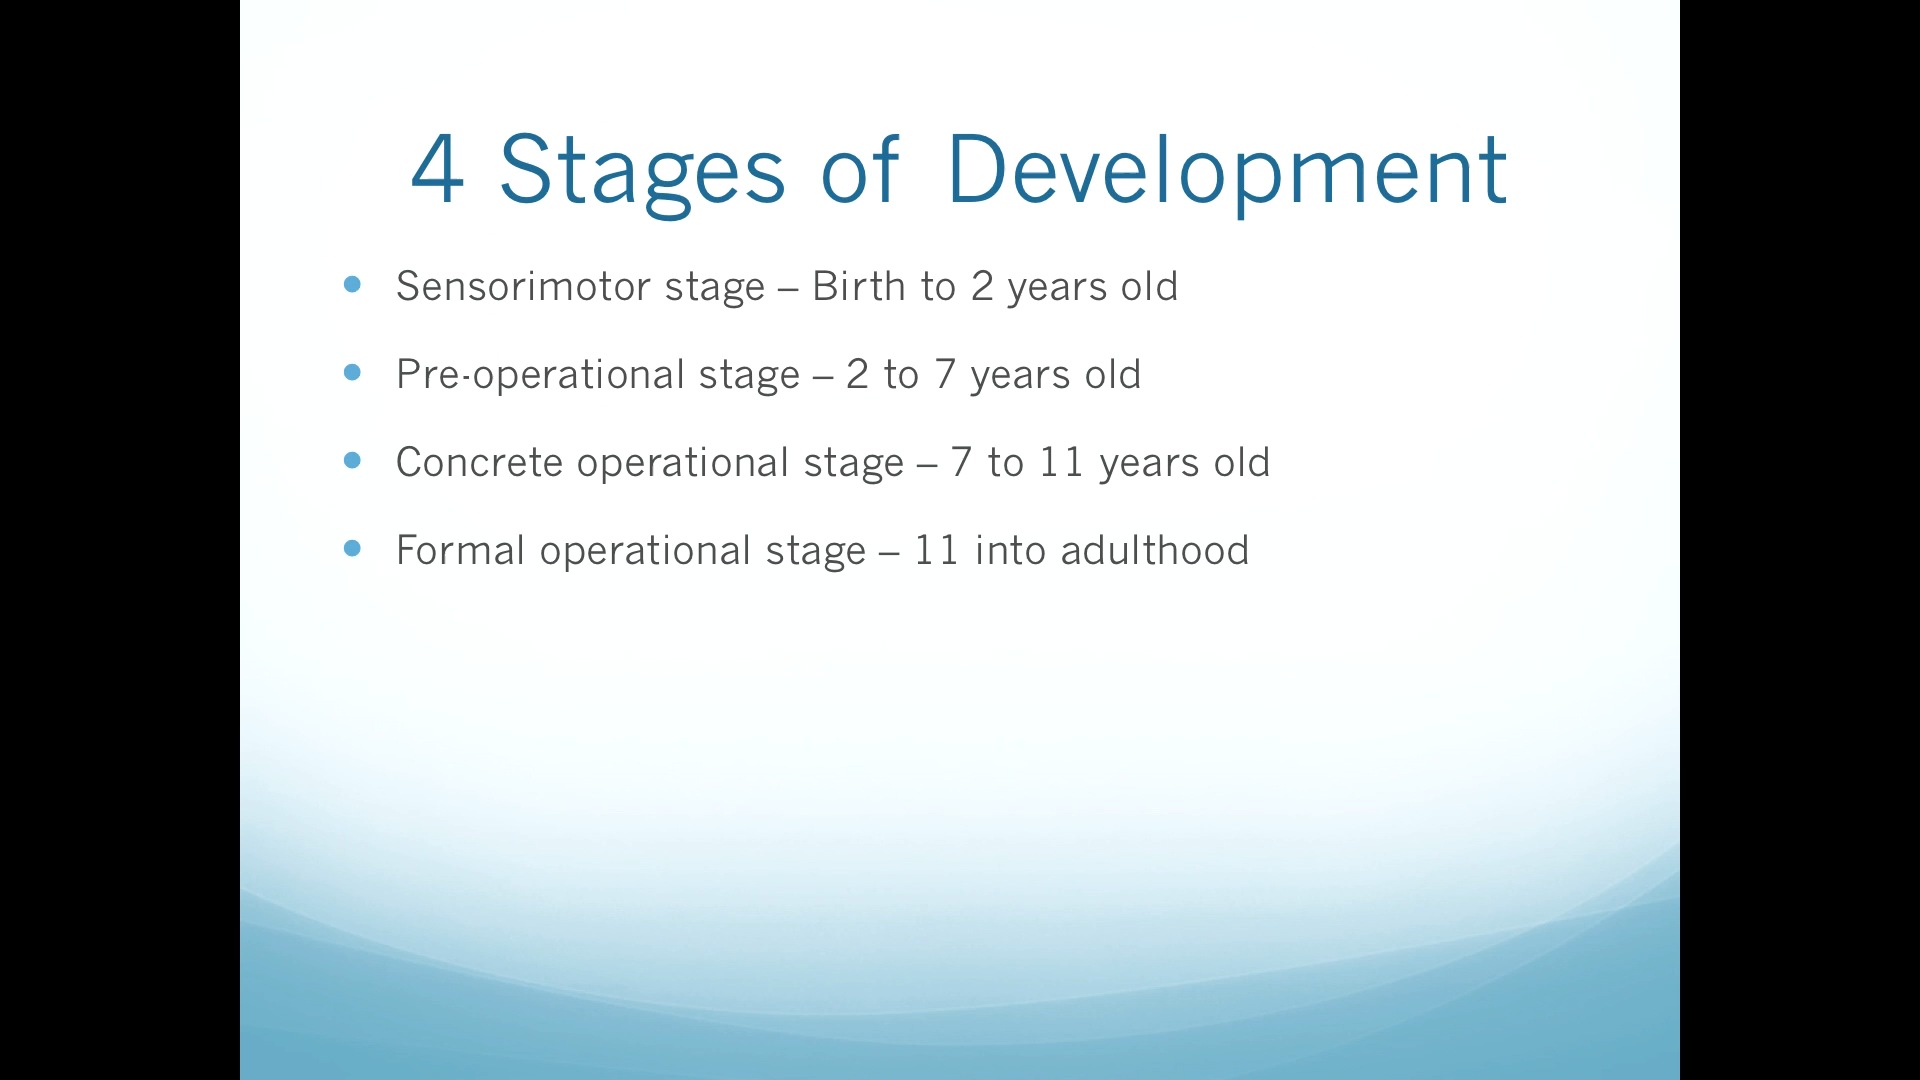 4 Stages of Development
Sensorimotor stage – Birth to 2 years old
Pre-operational stage – 2 to 7 years old
Concrete operational stage – 7 to 11 years old
Formal operational stage – 11 into adulthood